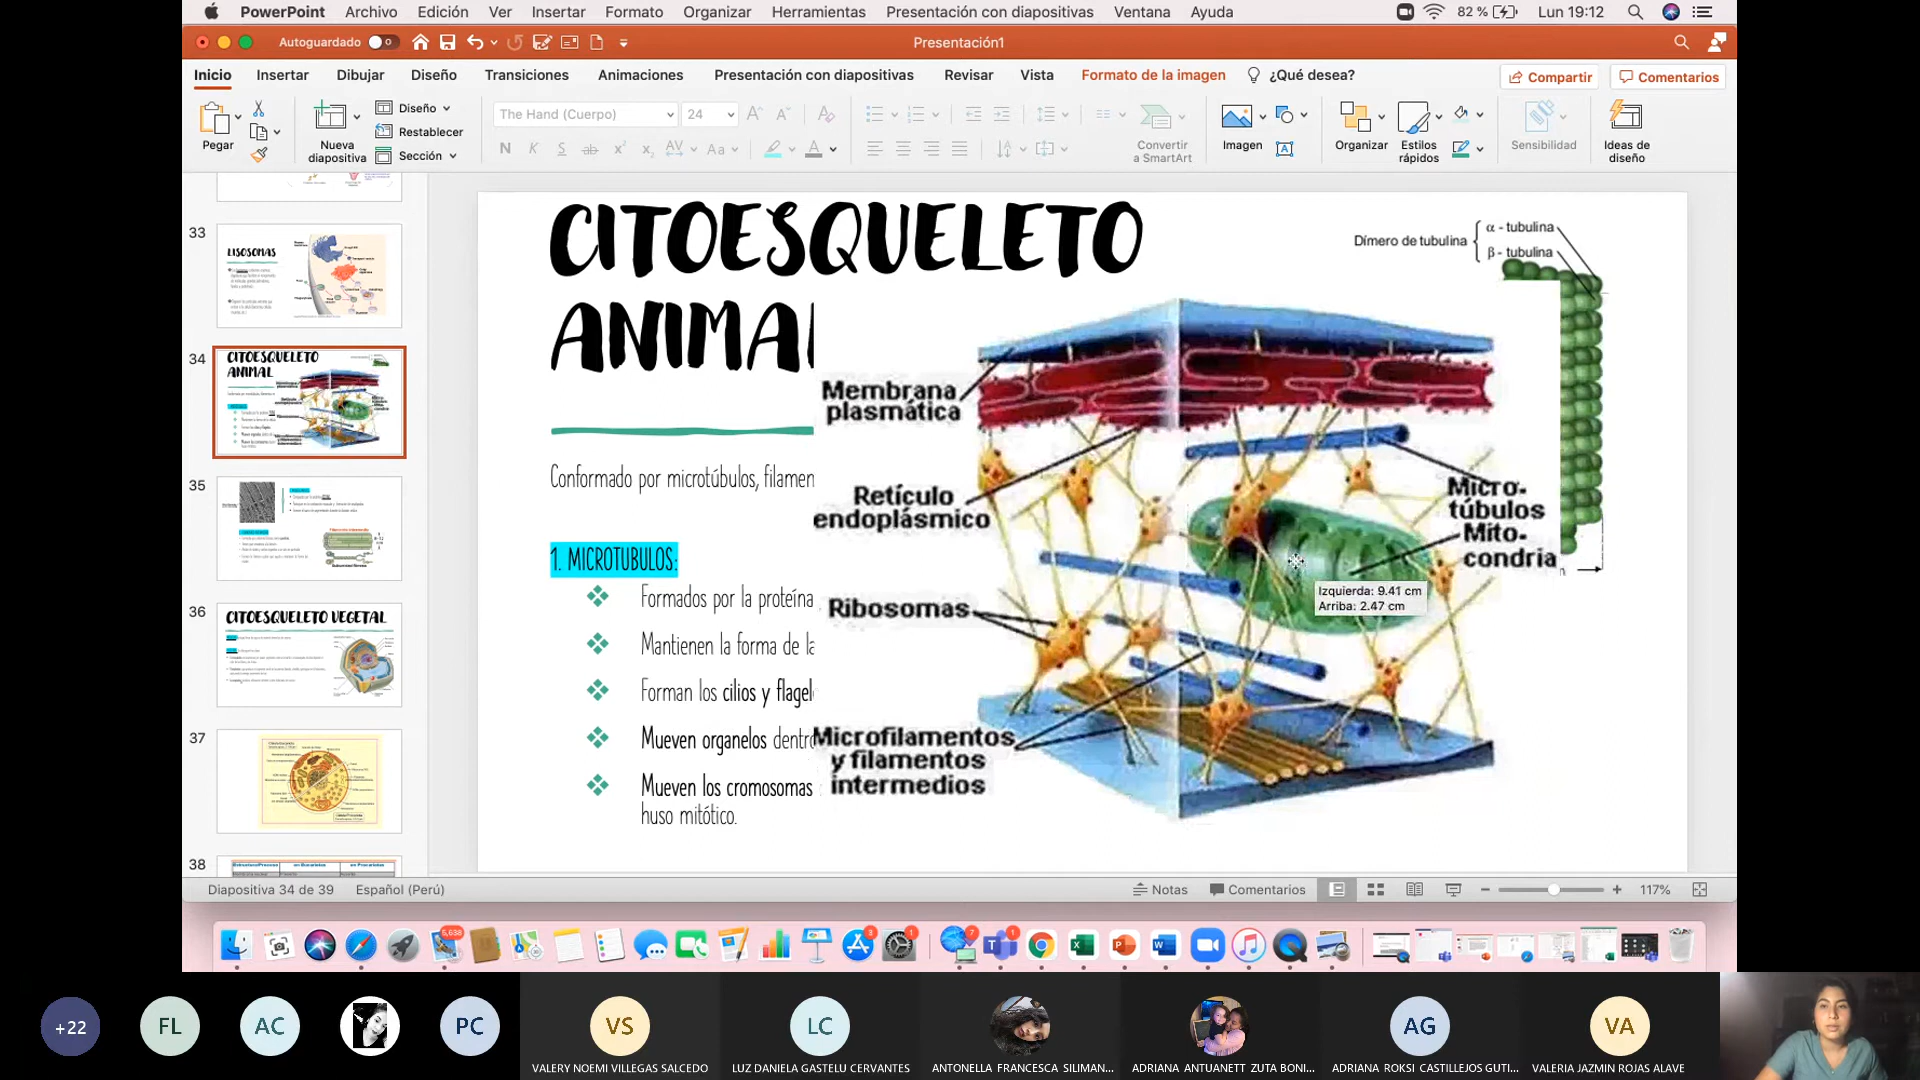 PowerPoint Archivo Edición Ver Insertar Formato Organizar Herramientas Presentación con diapositivas Ventana Ayuda 82 % Lun 19:12
Autoguardado Presentación1
Inicio Insertar Dibujar Diseño Transiciones Animaciones Presentación con diapositivas Revisar Vista Formato de la imagen ¿Qué desea? Compartir Comentarios
Pegar
Nueva
diapositiva
Diseño
Restablecer
Sección
The Hand (Cuerpo) 24
Convertir
a SmartArt
Imagen
Organizar
Estilos
rápidos
Sensibilidad
Ideas de
diseño
33
LISOSOMAS
34
CITOESQUELETO
ANIMAL
35
36
CITOESQUELETO VEGETAL
37
38
CITOESQUELETO
ANIMAL
Conformado por microtúbulos, filamen
1. MICROTUBULOS:
Formados por la proteína
Mantienen la forma de la
Forman los cilios y flagel
Mueven organelos dentro
Mueven los cromosomas
huso mitótico.
Dímero de tubulina
α - tubulina
β - tubulina
Membrana
plasmática
Retículo
endoplásmico
Ribosomas
Microfilamentos
y filamentos
intermedios
Micro-
túbulos
Mito-
condria
Izquierda: 9.41 cm
Arriba: 2.47 cm
Diapositiva 34 de 39 Español (Perú) Notas Comentarios 117%
5,638
3
1
7
1
+22
FL
AC
PC
VS
LC
AG
VA
VALERY NOEMI VILLEGAS SALCEDO
LUZ DANIELA GASTELU CERVANTES
ANTONELLA FRANCESCA SILIMAN...
ADRIANA ANTUANETT ZUTA BONI...
ADRIANA ROKSI CASTILLEJOS GUTI...
VALERIA JAZMIN ROJAS ALAVE